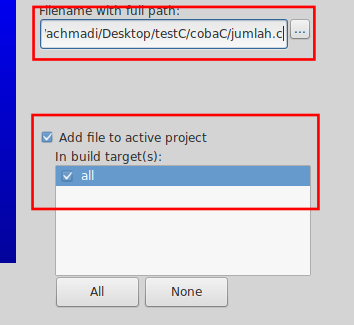 Filename with full path:
'achmadi/Desktop/testC/cobaC/jumlah.c
...
Add file to active project
In build target(s):
all
All
None